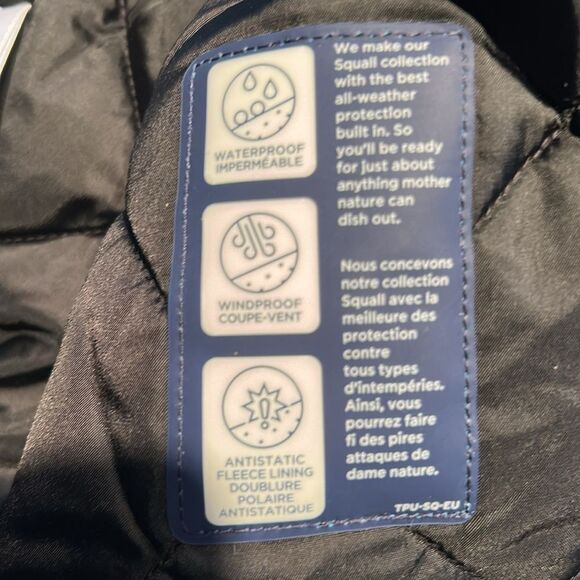 WATERPROOF
IMPERMÉABLE
WINDPROOF
COUPE-VENT
ANTISTATIC
FLEECE LINING
DOUBLURE
POLAIRE
ANTISTATIQUE
We make our
Squall collection
with the best
all-weather
protection
built in. So
you'll be ready
for just about
anything mother
nature can
dish out.
Nous concevons
notre collection
Squall avec la
meilleure des
protection
contre
tous types
d'intempéries.
Ainsi, vous
pourrez faire
fi des pires
attaques de
dame nature.
TPU-SQ-EU